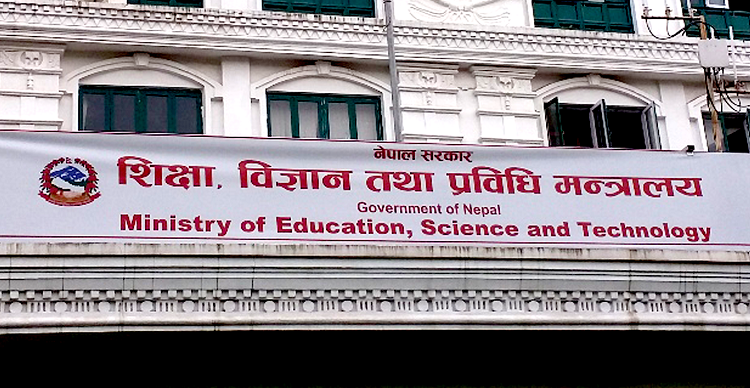 नेपाल सरकार
शिक्षा, विज्ञान तथा प्रविधि मन्त्रालय
Government of Nepal
Ministry of Education, Science and Technology